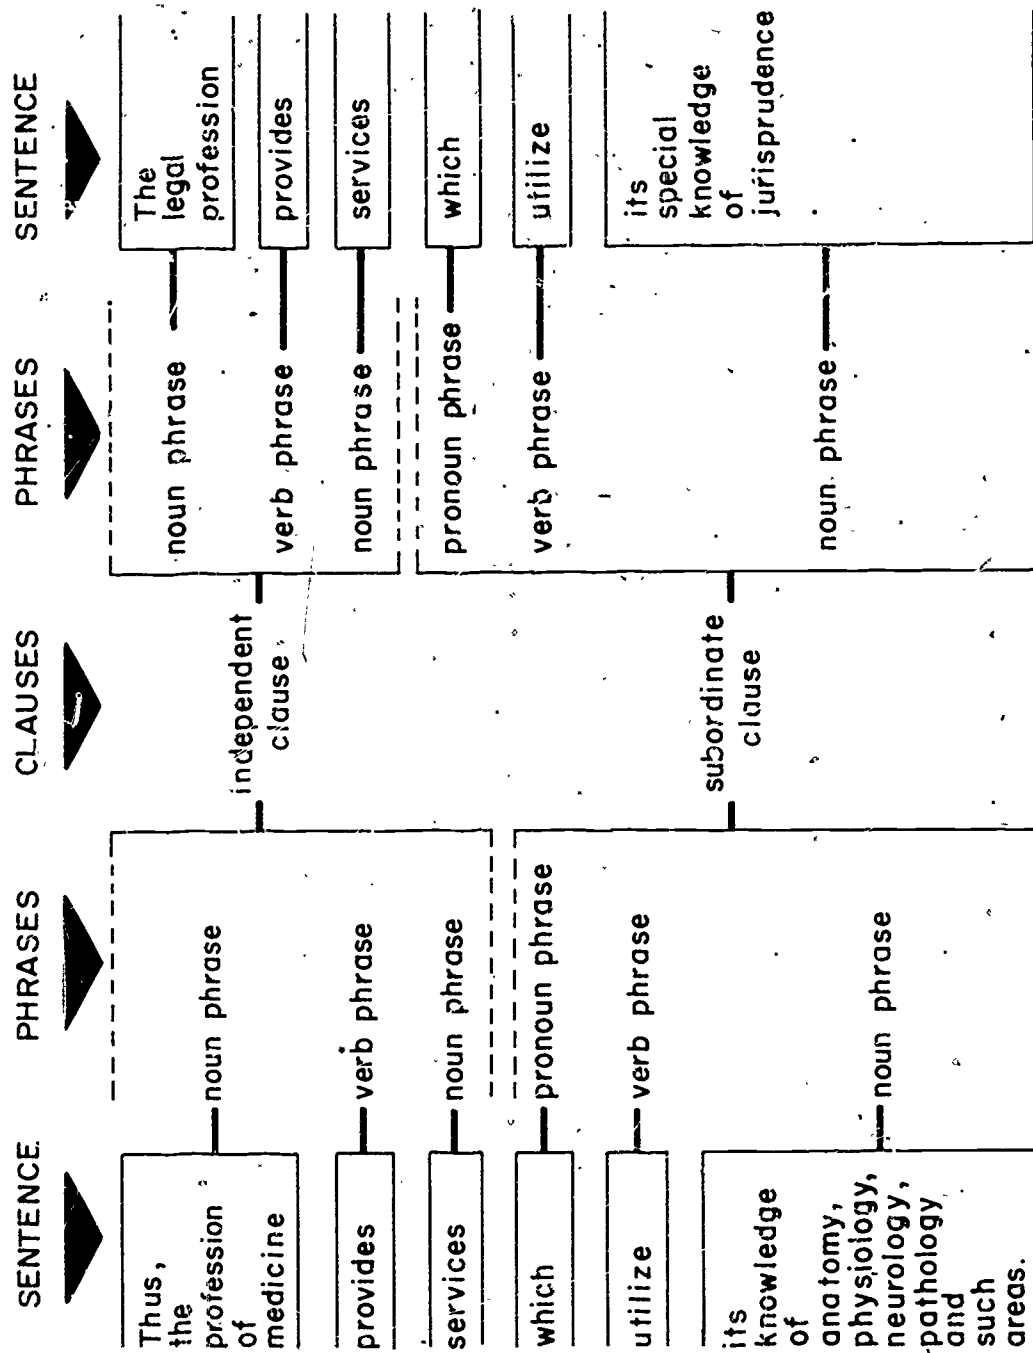 SENTENCE
PHRASES
CLAUSES
PHRASES
SENTENCE
Thus,
the
profession
of
medicine
noun phrase
independent
clause
noun phrase
The
legal
profession
provides
verb phrase
verb phrase
provides
services
noun phrase
noun phrase
services
which
pronoun phrase
pronoun phrase
which
utilize
verb phrase
subordinate
clause
verb phrase
utilize
its
knowledge
of
anatomy,
physiology,
neurology,
pathology
and
such
areas.
noun phrase
noun phrase
its
special
knowledge
of
jurisprudence